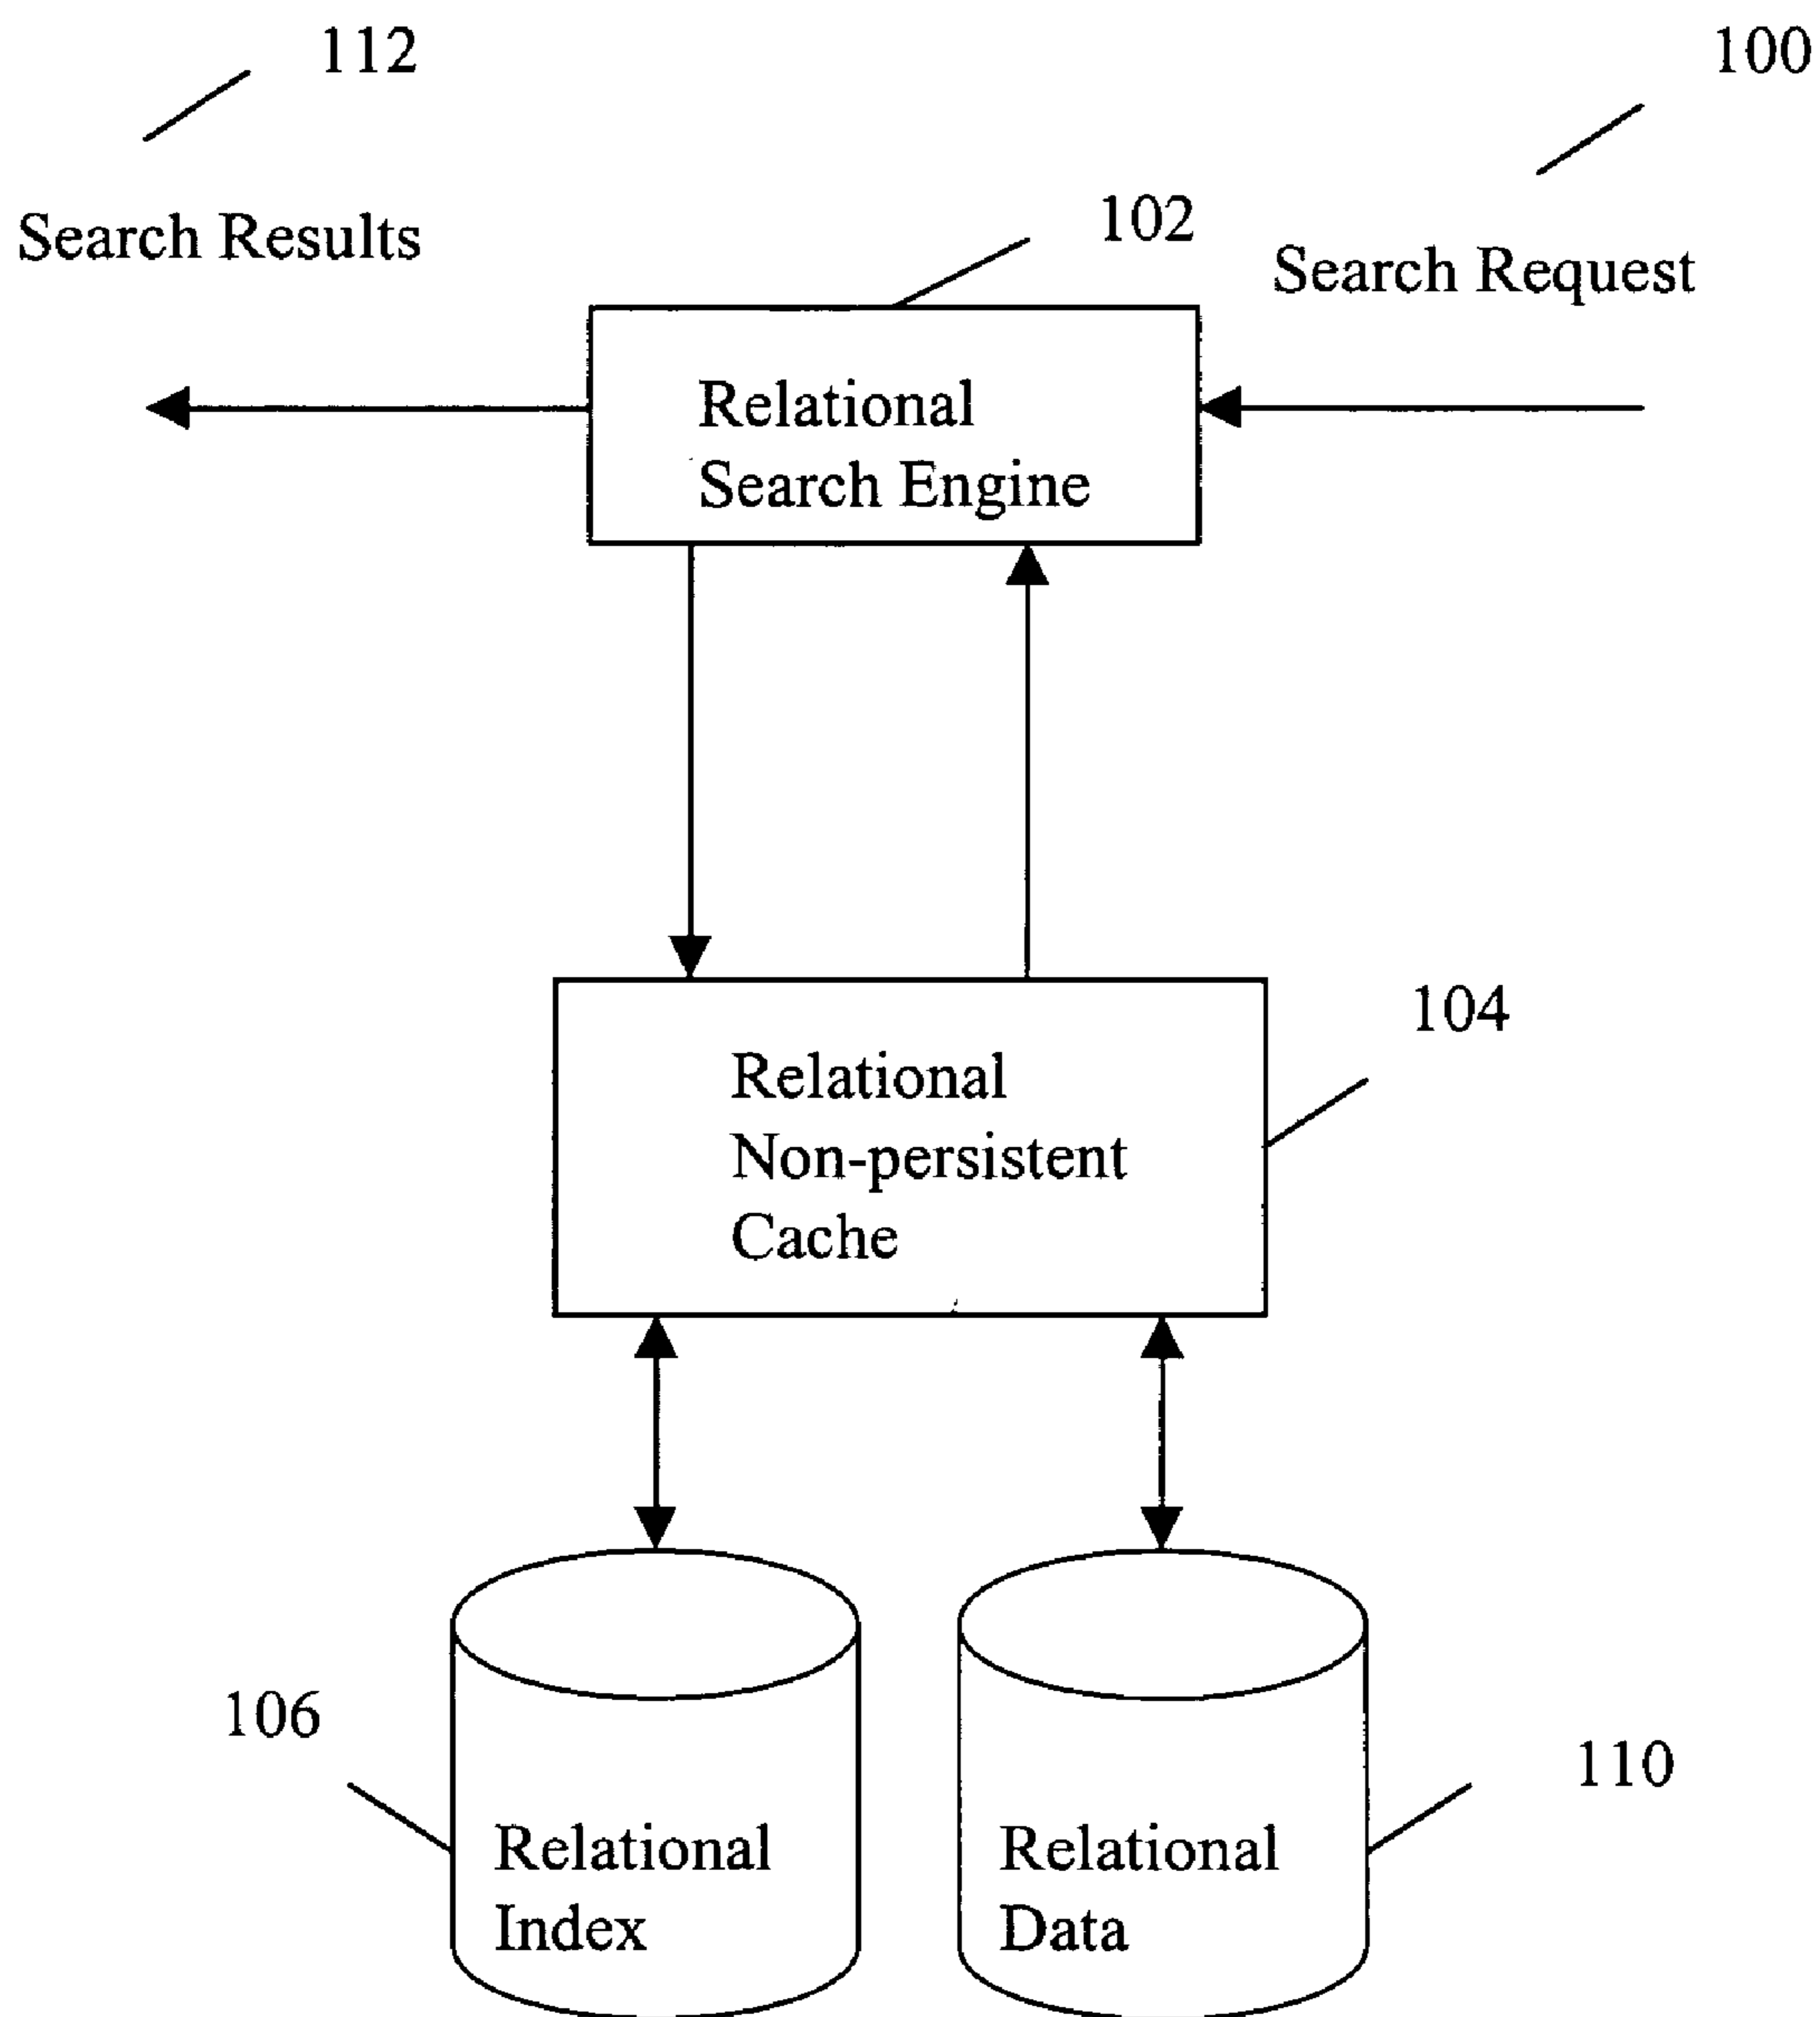 112
100
102
Search Results
Search Request
Relational
Search Engine
104
Relational
Non-persistent
Cache
106
110
Relational
Index
Relational
Data